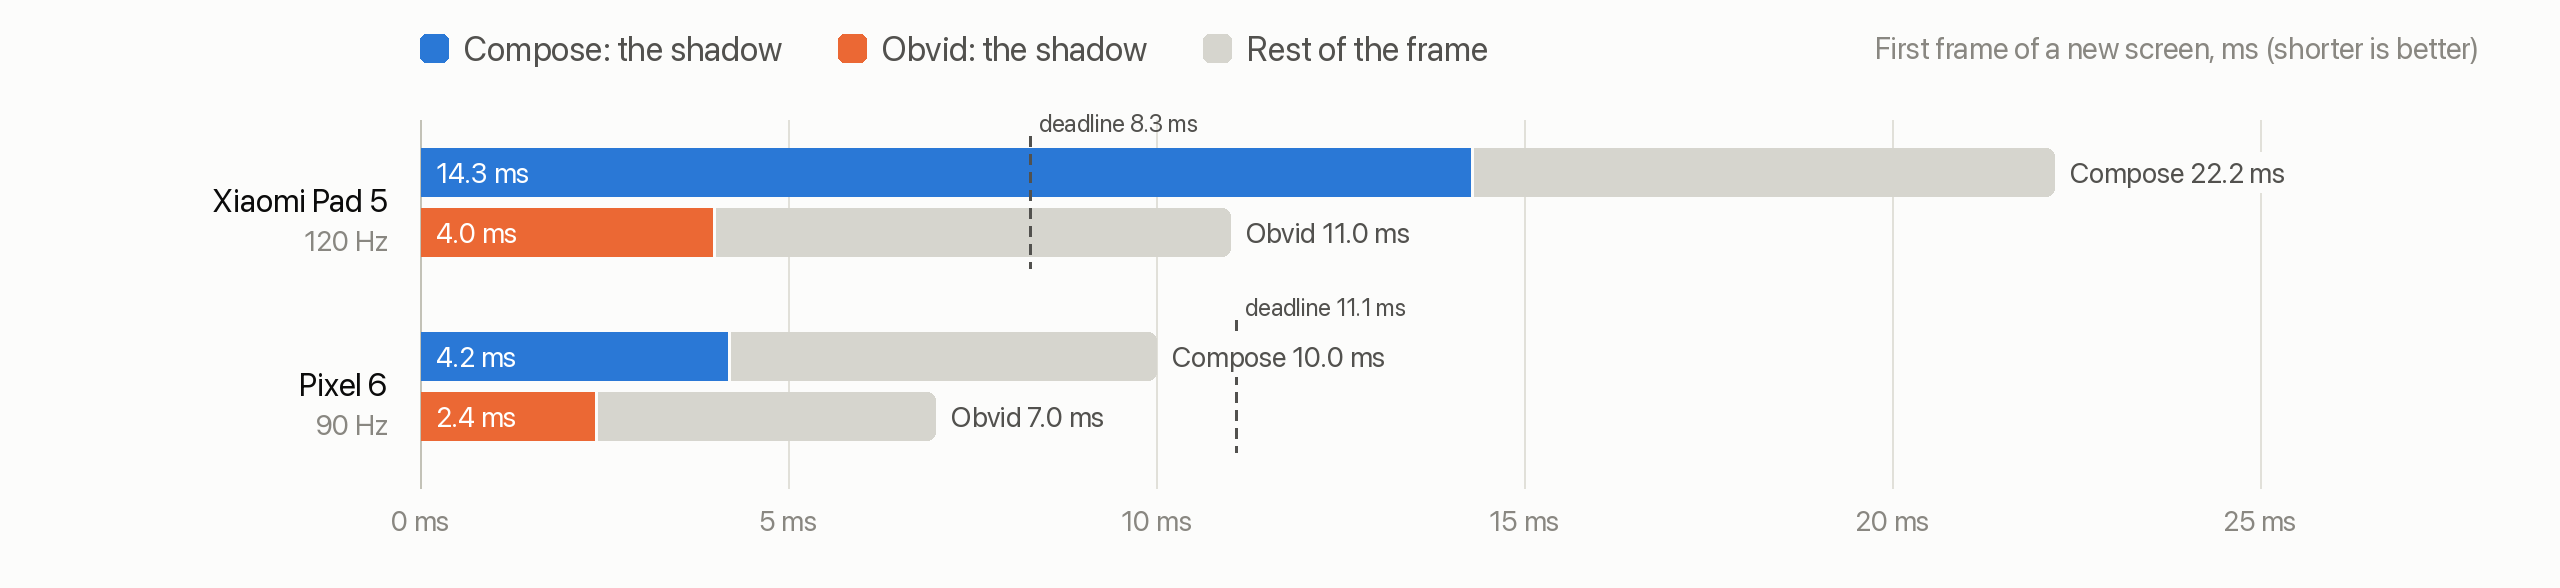 Compose: the shadow
Obvid: the shadow
Rest of the frame
First frame of a new screen, ms (shorter is better)
deadline 8.3 ms
Xiaomi Pad 5
120 Hz
14.3 ms
Compose 22.2 ms
4.0 ms
Obvid 11.0 ms
deadline 11.1 ms
Pixel 6
90 Hz
4.2 ms
Compose 10.0 ms
2.4 ms
Obvid 7.0 ms
0 ms
5 ms
10 ms
15 ms
20 ms
25 ms